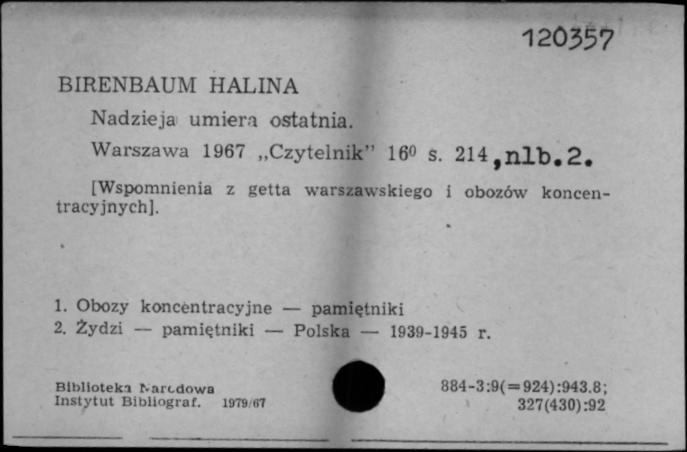 120357
BIRENBAUM HALINA
Nadzieja umiera ostatnia.
Warszawa 1967 „Czytelnik” 16⁰ s. 214, nlb. 2.
[Wspomnienia z getta warszawskiego i obozów koncen-
tracyjnych].
1. Obozy koncentracyjne — pamiętniki
2. Żydzi — pamiętniki — Polska — 1939-1945 r.
Biblioteka Narodowa 884-3:9(=924):943.8;
Instytut Bibliograf. 1979/67 327(430):92